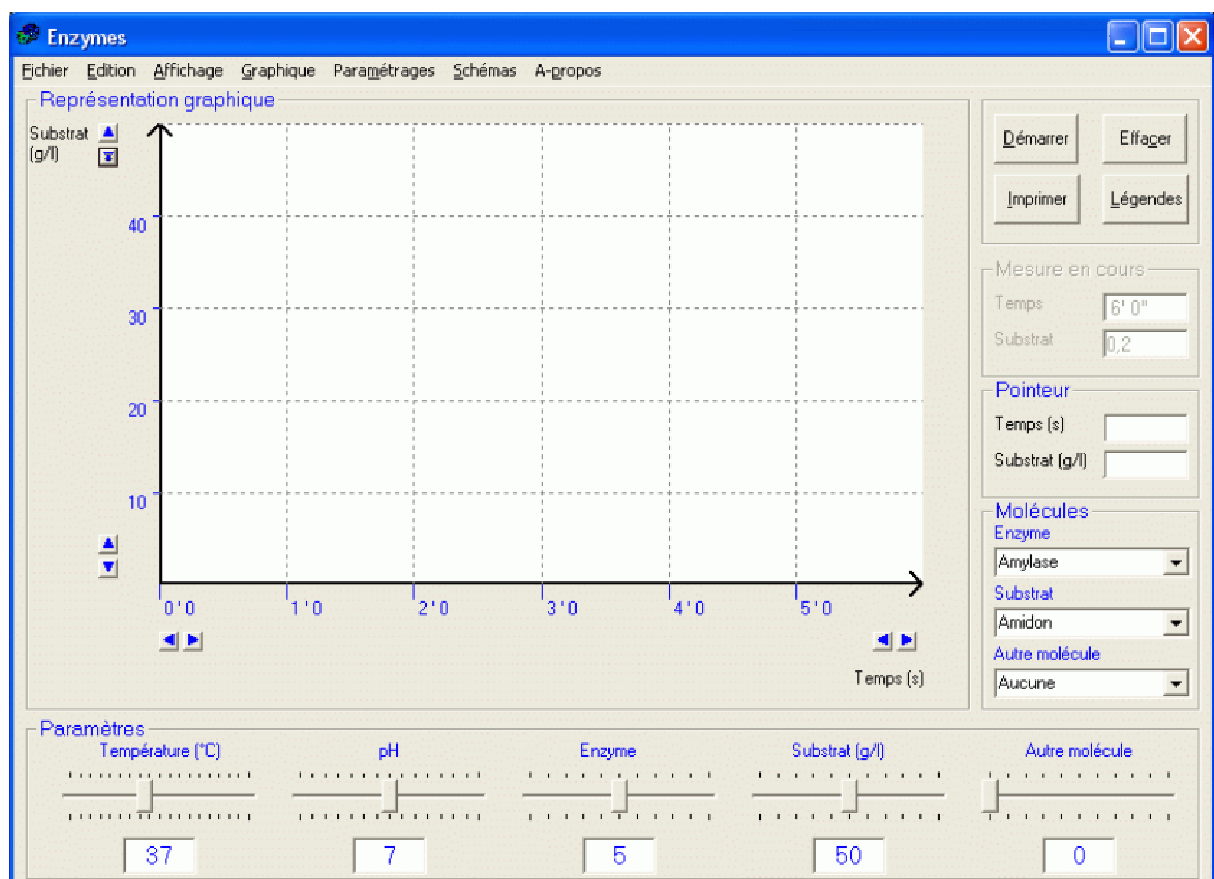 Enzymes
Fichier Edition Affichage Graphique Paramétrages Schémas A-propos
Représentation graphique
Substrat
(g/l)
40
30
20
10
0'0 1'0 2'0 3'0 4'0 5'0
Temps (s)
Démarrer Effacer
Imprimer Légendes
Mesure en cours
Temps 6' 0"
Substrat 0,2
Pointeur
Temps (s)
Substrat (g/l)
Molécules
Enzyme
Amylase
Substrat
Amidon
Autre molécule
Aucune
Paramètres
Température (°C) pH Enzyme Substrat (g/l) Autre molécule
37 7 5 50 0